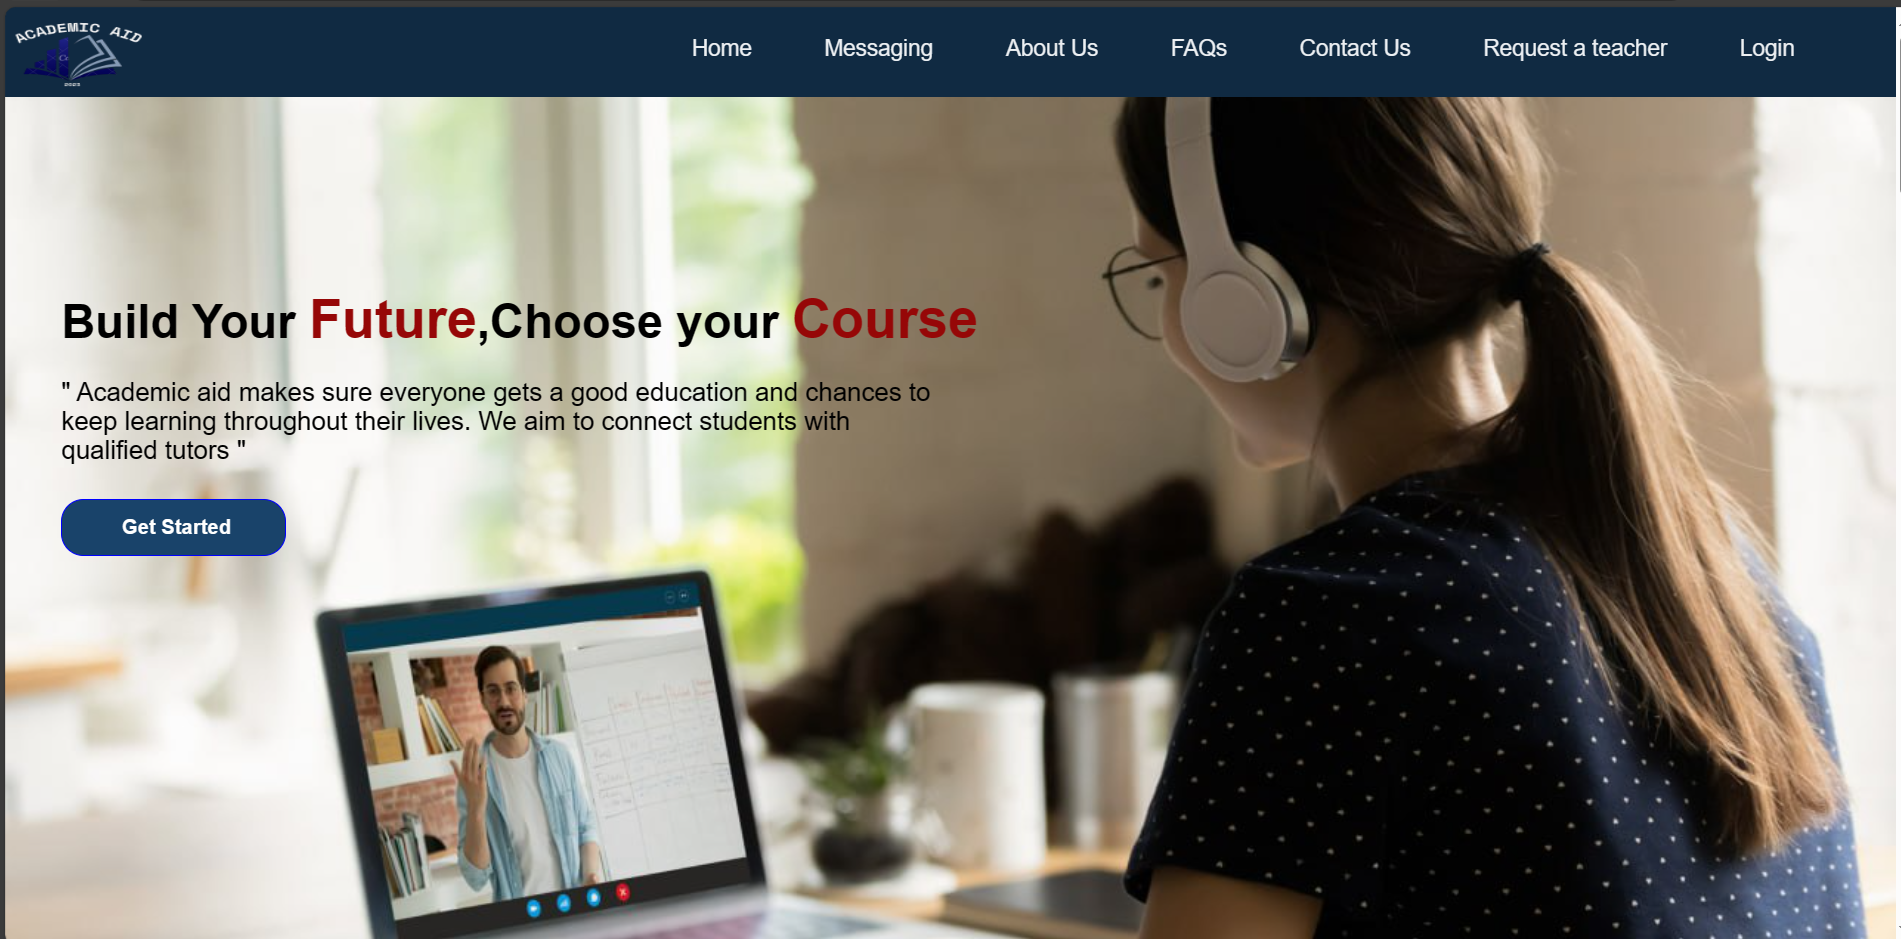 ACADEMIC AID
Home Messaging About Us FAQs Contact Us Request a teacher Login
Build Your Future,Choose your Course
" Academic aid makes sure everyone gets a good education and chances to
keep learning throughout their lives. We aim to connect students with
qualified tutors "
Get Started